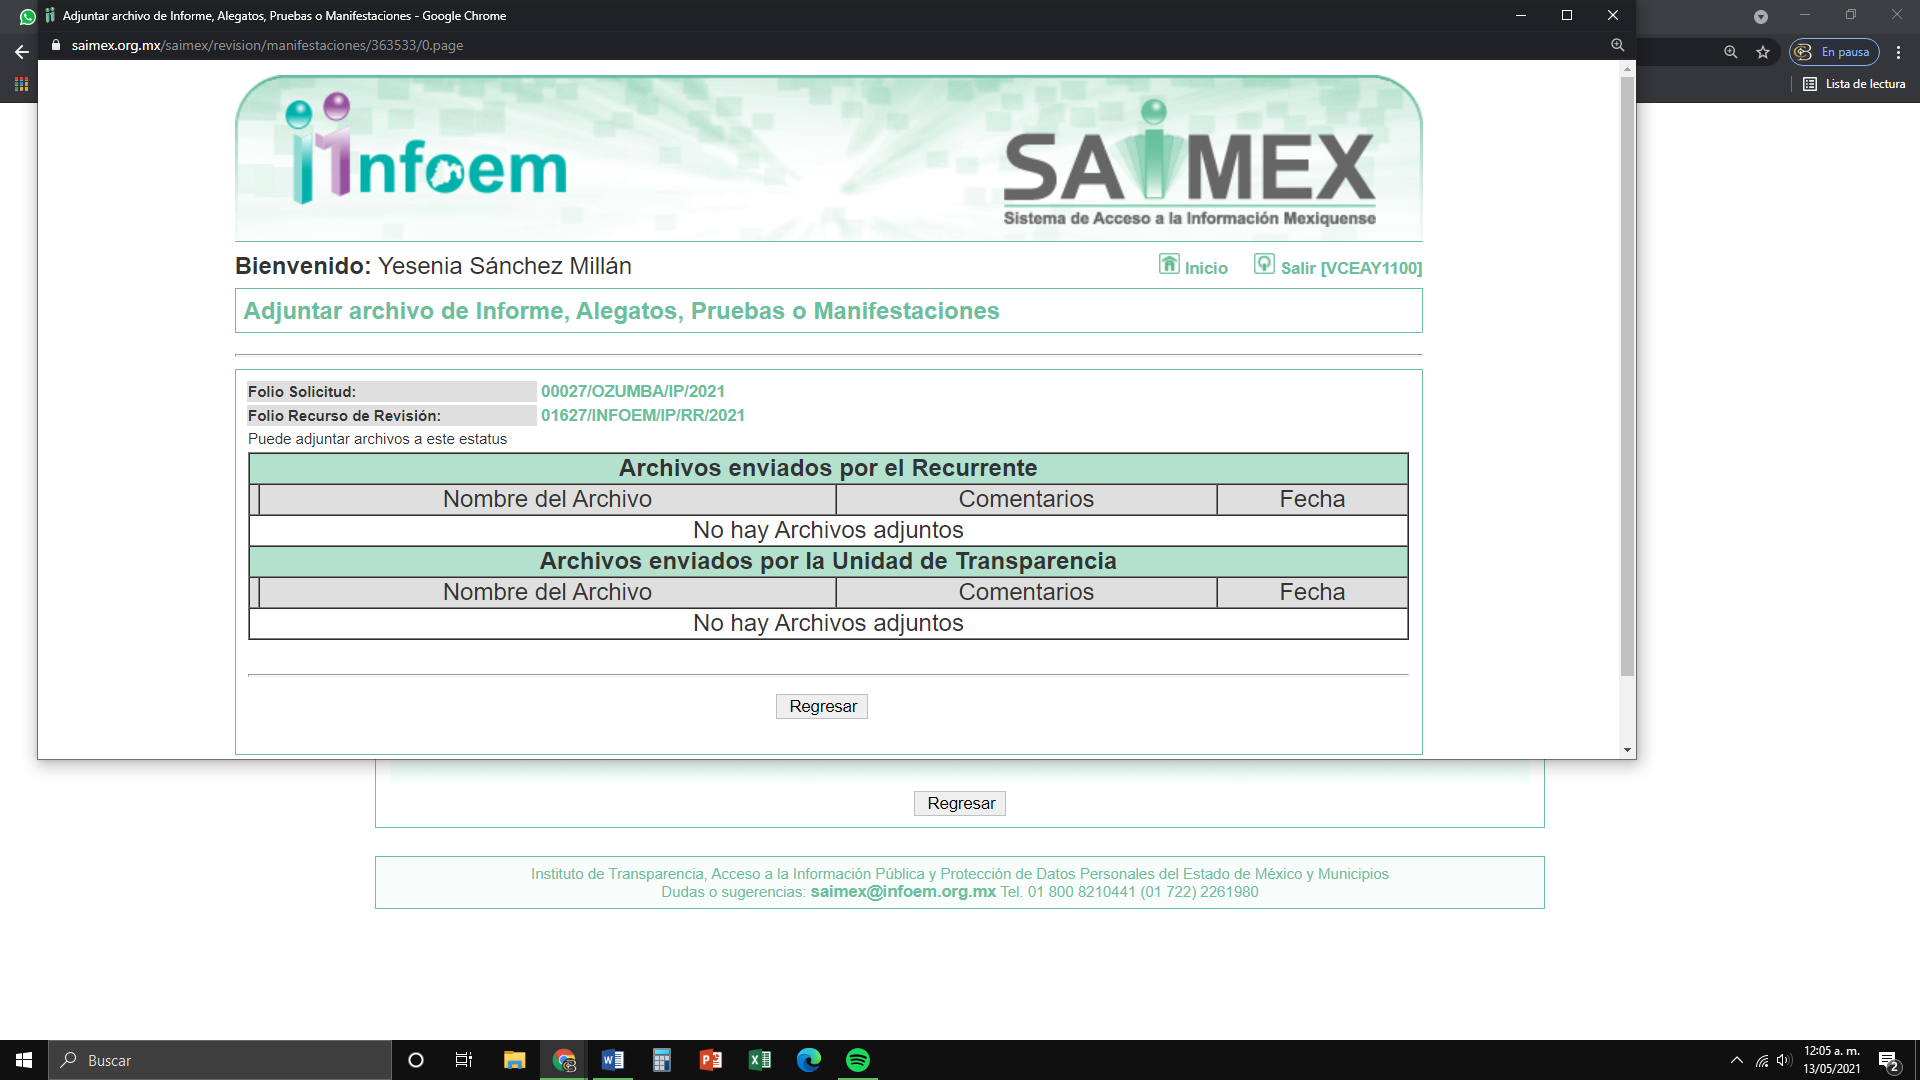 Adjuntar archivo de Informe, Alegatos, Pruebas o Manifestaciones - Google Chrome
saimex.org.mx/saimex/revision/manifestaciones/363533/0.page
En pausa
Lista de lectura
infoem
SAIMEX
Sistema de Acceso a la Información Mexiquense
Bienvenido: Yesenia Sánchez Millán
Inicio
Salir [VCEAY1100]
Adjuntar archivo de Informe, Alegatos, Pruebas o Manifestaciones
Folio Solicitud: 00027/OZUMBA/IP/2021
Folio Recurso de Revisión: 01627/INFOEM/IP/RR/2021
Puede adjuntar archivos a este estatus
Archivos enviados por el Recurrente
Nombre del Archivo Comentarios Fecha
No hay Archivos adjuntos
Archivos enviados por la Unidad de Transparencia
Nombre del Archivo Comentarios Fecha
No hay Archivos adjuntos
Regresar
Regresar
Instituto de Transparencia, Acceso a la Información Pública y Protección de Datos Personales del Estado de México y Municipios
Dudas o sugerencias: saimex@infoem.org.mx Tel. 01 800 8210441 (01 722) 2261980
Buscar
12:05 a. m.
13/05/2021
2